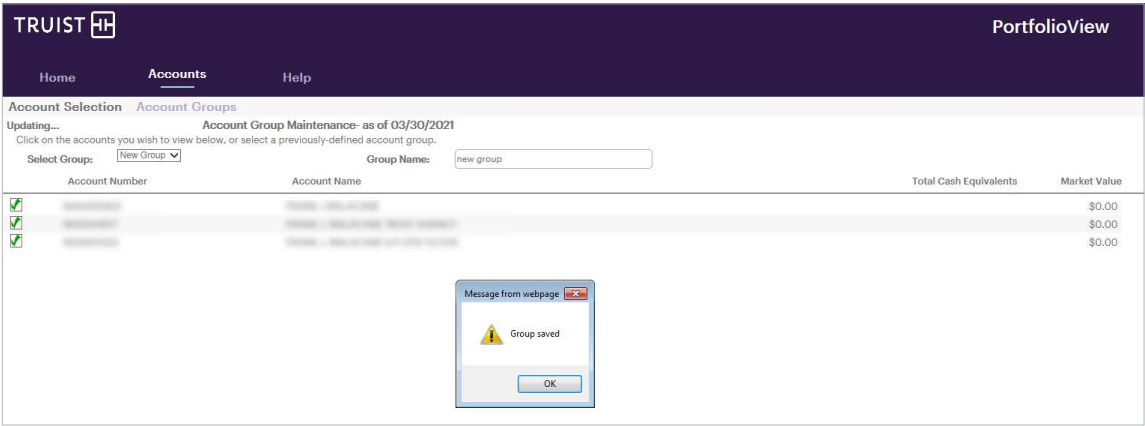 TRUIST
PortfolioView
Home Accounts Help
Account Selection Account Groups
Updating... Account Group Maintenance- as of 03/30/2021
Click on the accounts you wish to view below, or select a previously-defined account group.
Select Group: New Group Group Name: new group
Account Number Account Name Total Cash Equivalents Market Value
$0.00
$0.00
$0.00
Message from webpage
Group saved
OK